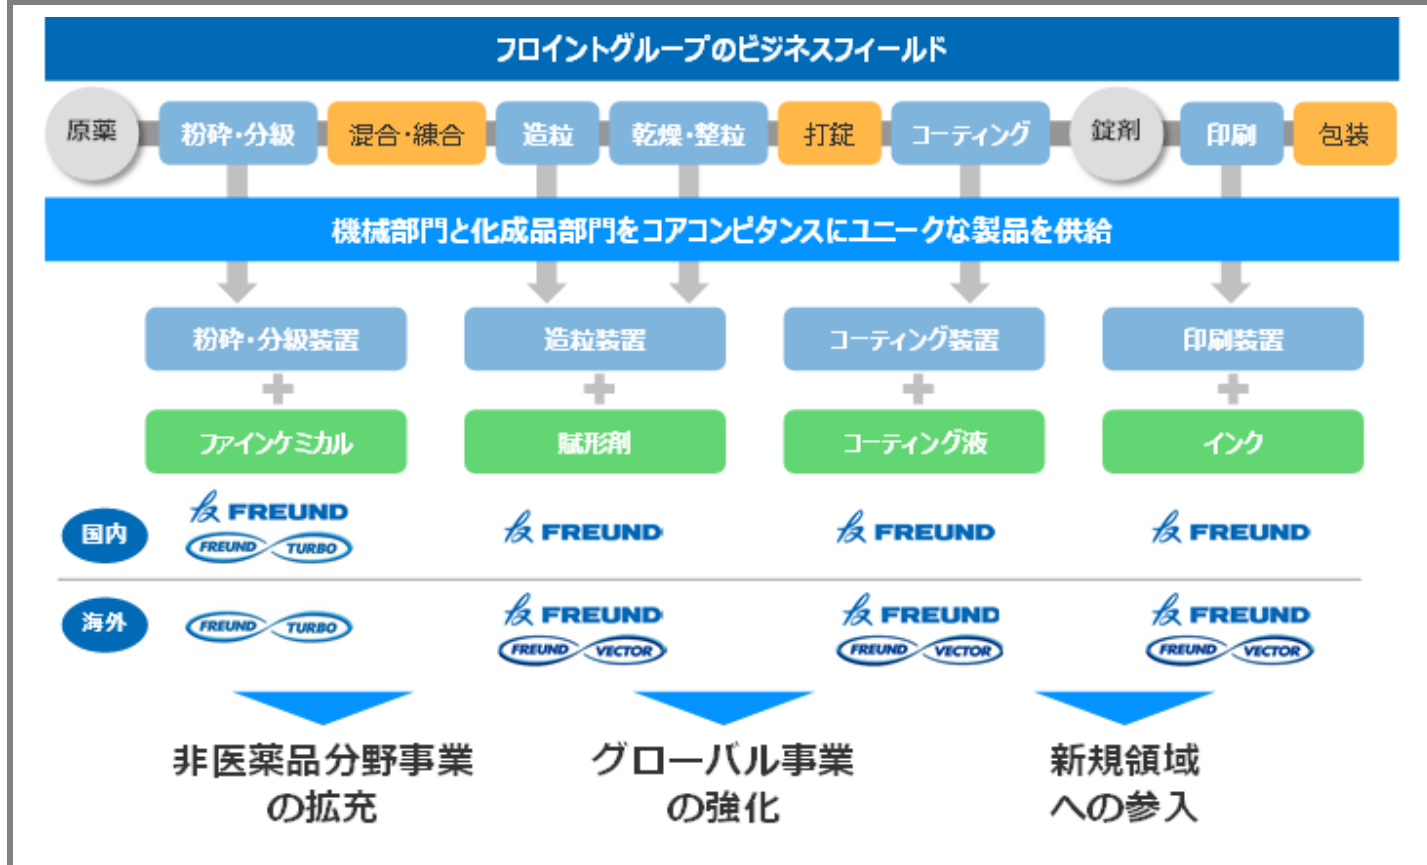 フロイントグループのビジネスフィールド
原薬 粉砕・分級 混合・練合 造粒 乾燥・整粒 打錠 コーティング 錠剤 印刷 包装
機械部門と化成品部門をコアコンピタンスにユニークな製品を供給
粉砕・分級装置 造粒装置 コーティング装置 印刷装置
+ + + +
ファインケミカル 賦形剤 コーティング液 インク
国内
FREUND
FREUND TURBO
FREUND
FREUND
FREUND
海外
FREUND TURBO
FREUND
FREUND VECTOR
FREUND
FREUND VECTOR
FREUND
FREUND VECTOR
非医薬品分野事業
の拡充
グローバル事業
の強化
新規領域
への参入